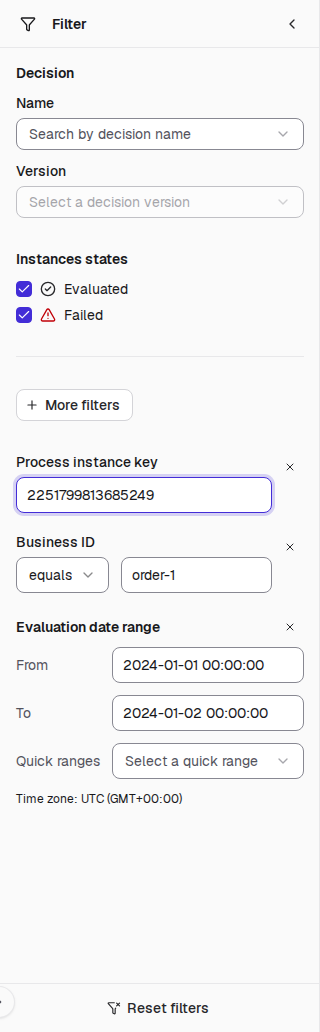 Filter
Decision
Name
Search by decision name
Version
Select a decision version
Instances states
Evaluated
Failed
More filters
Process instance key
2251799813685249
Business ID
equals order-1
Evaluation date range
From 2024-01-01 00:00:00
To 2024-01-02 00:00:00
Quick ranges Select a quick range
Time zone: UTC (GMT+00:00)
Reset filters